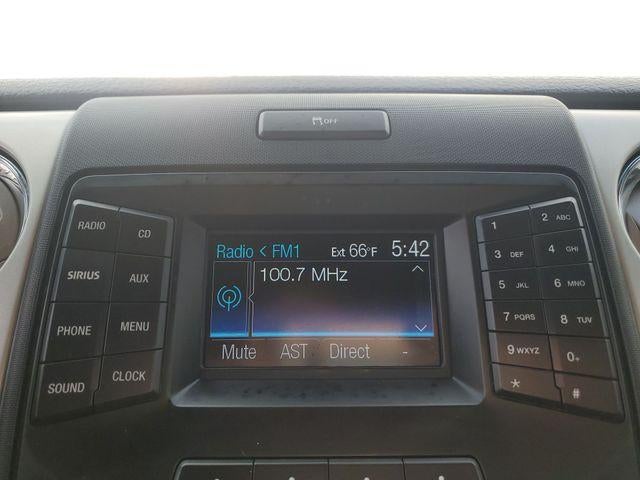 OFF
RADIO
CD
SIRIUS
AUX
PHONE
MENU
SOUND
CLOCK
Radio < FM1 Ext 66°F 5:42
100.7 MHz
Mute AST Direct -
1
2 ABC
3 DEF
4 GHI
5 JKL
6 MNO
7 PQRS
8 TUV
9 WXYZ
0+
*
#